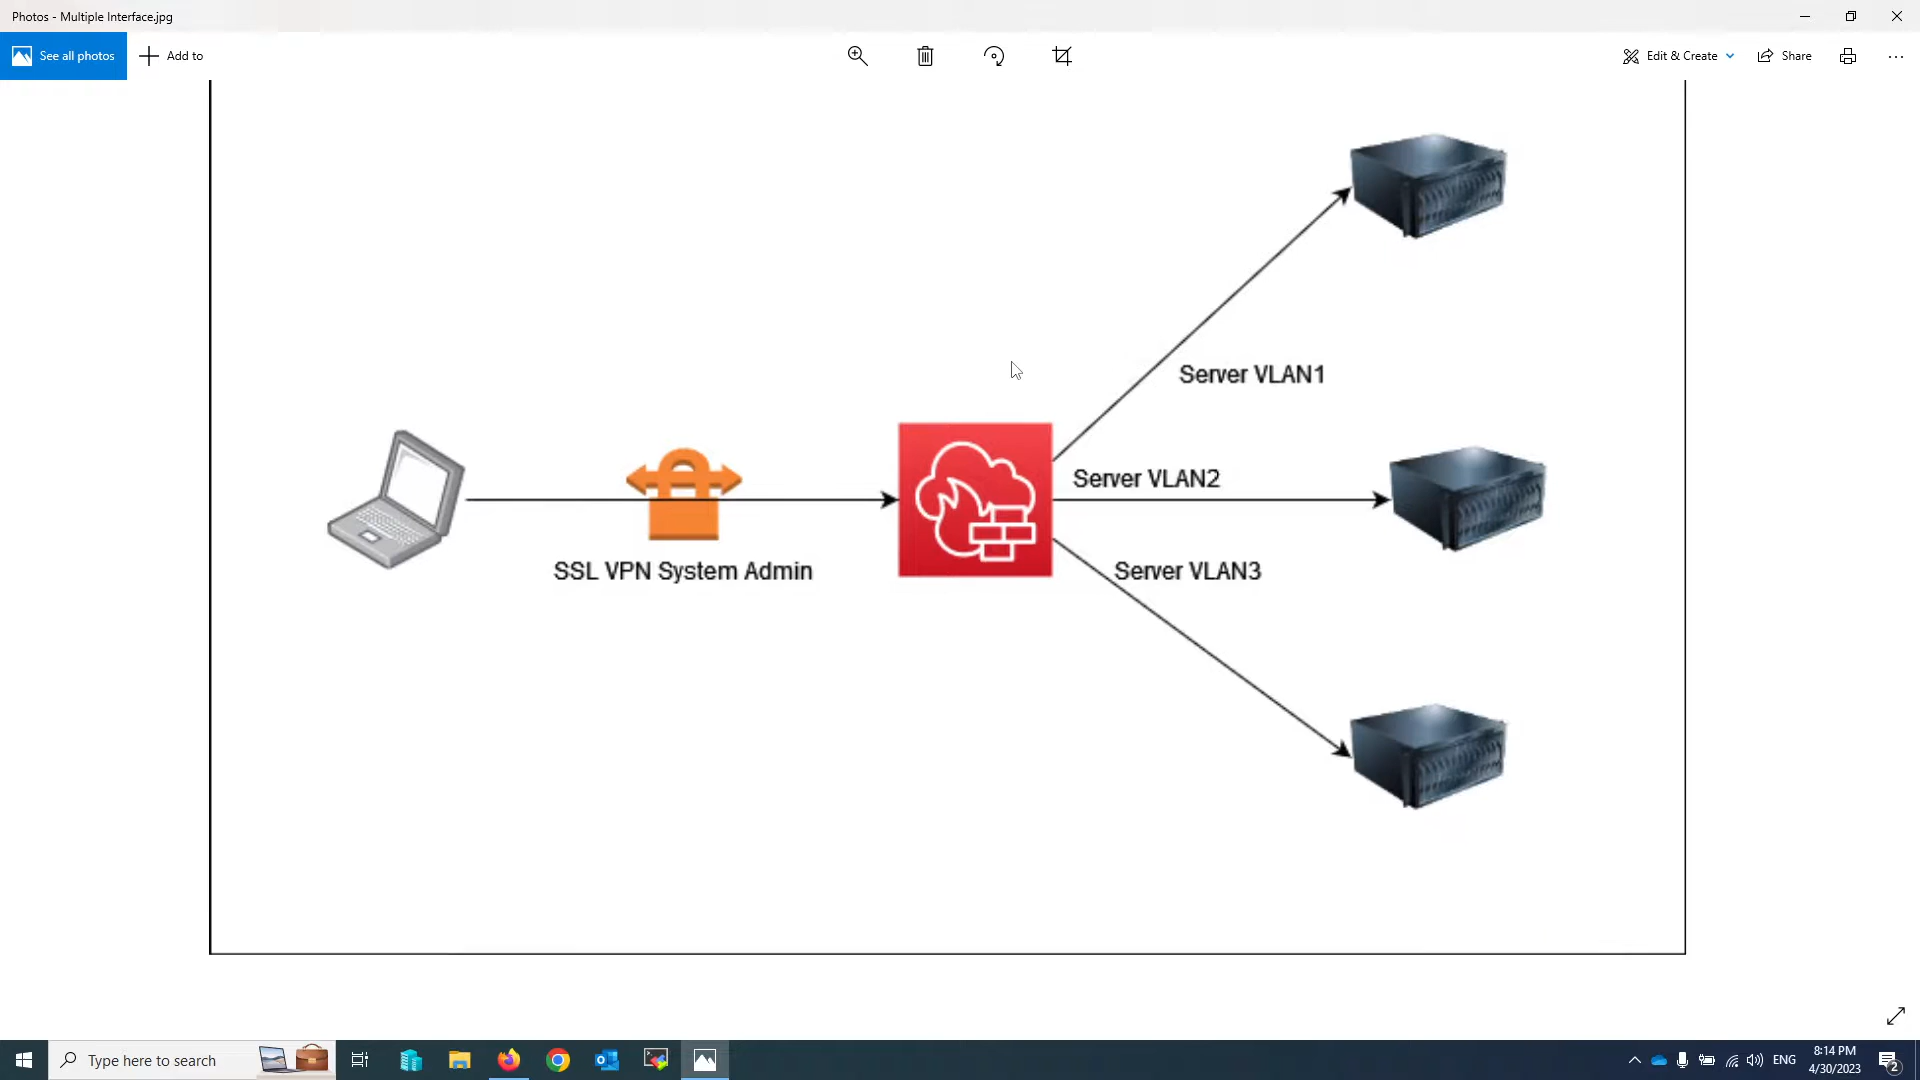 Photos - Multiple Interface.jpg
See all photos
Add to
Edit & Create
Share
Server VLAN1
Server VLAN2
SSL VPN System Admin
Server VLAN3
Type here to search
ENG
8:14 PM
4/30/2023
2